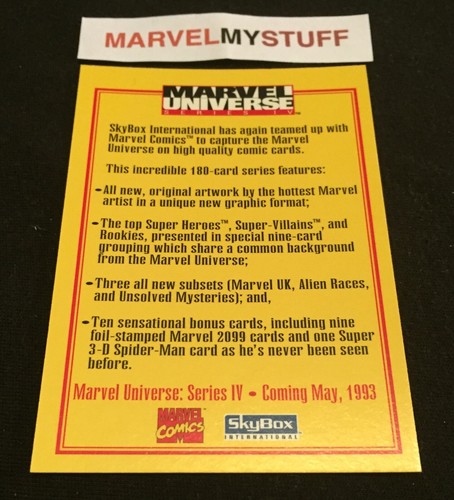 MARVELMYSTUFF
MARVEL
UNIVERSE
SERIES IV™
SkyBox International has again teamed up with
Marvel Comics™ to capture the Marvel
Universe on high quality comic cards.
This incredible 180-card series features:
•All new, original artwork by the hottest Marvel
artist in a unique new graphic format;
•The top Super Heroes™, Super-Villains™, and
Rookies, presented in special nine-card
grouping which share a common background
from the Marvel Universe;
•Three all new subsets (Marvel UK, Alien Races,
and Unsolved Mysteries); and,
•Ten sensational bonus cards, including nine
foil-stamped Marvel 2099 cards and one Super
3-D Spider-Man card as he's never been seen
before.
Marvel Universe: Series IV • Coming May, 1993
MARVEL™
COMICS
SkyBox™
INTERNATIONAL